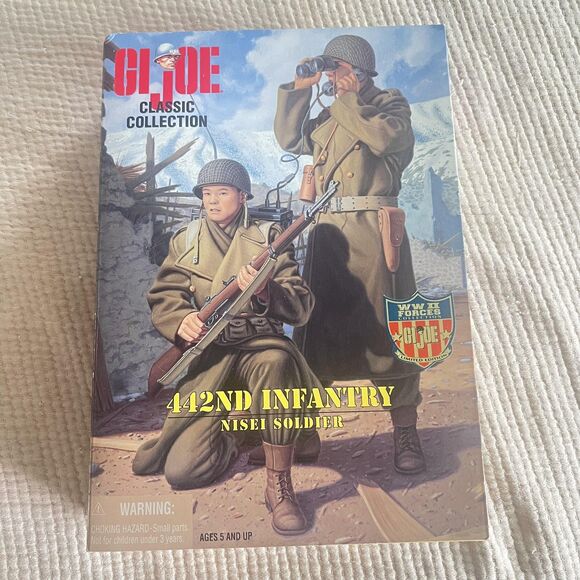 GI JOE
CLASSIC
COLLECTION
WWII
FORCES
COLLECTION
GI JOE
LIMITED EDITION
442ND INFANTRY
NISEI SOLDIER
⚠ WARNING:
CHOKING HAZARD-Small parts.
Not for children under 3 years.
AGES 5 AND UP